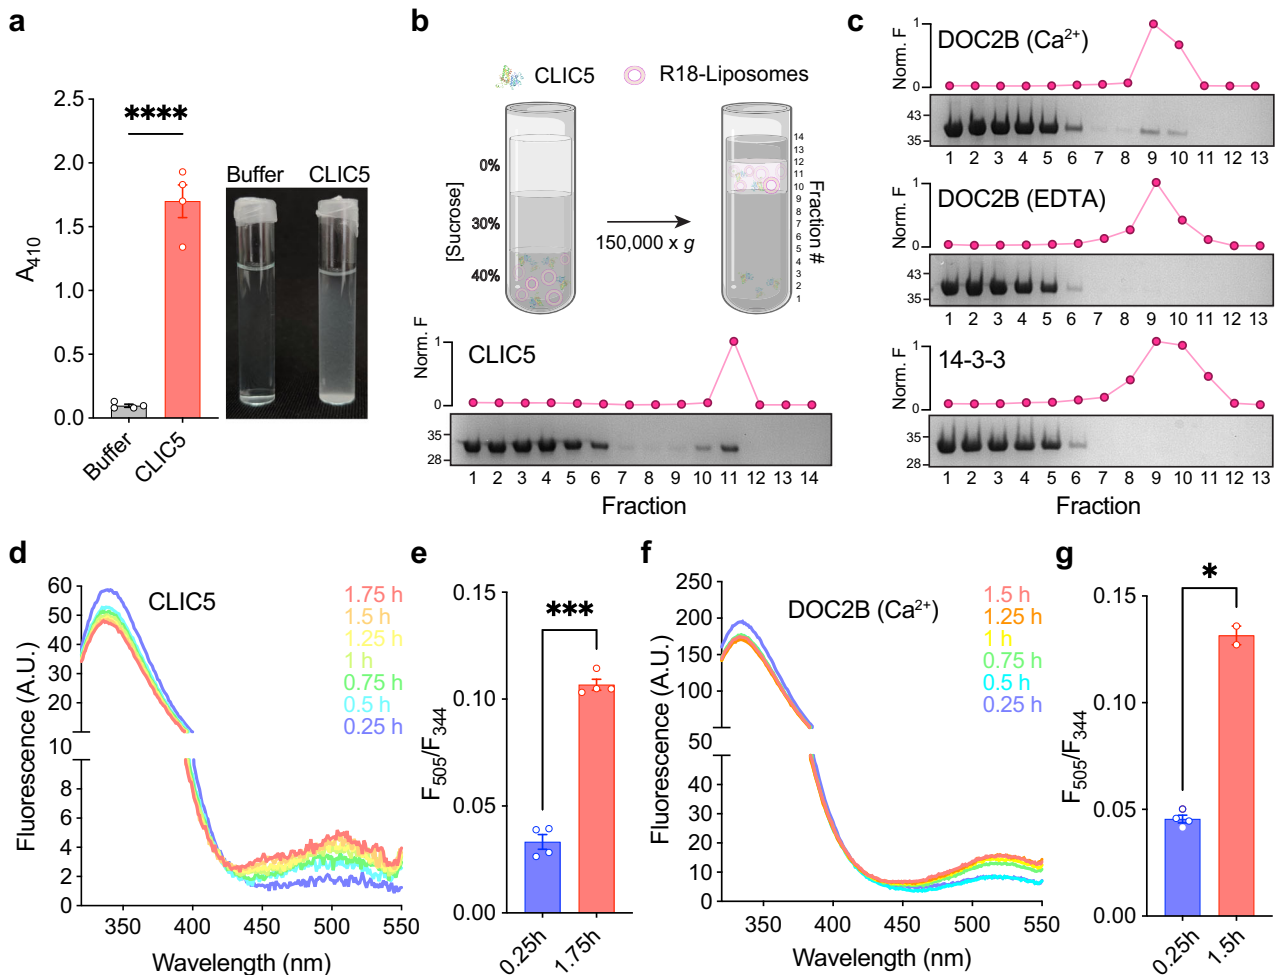 a
****
2.5
2.0
1.5
1.0
0.5
0.0
A410
Buffer
CLIC5
Buffer CLIC5
b
CLIC5 R18-Liposomes
[Sucrose]
0%
30%
40%
150,000 x g
14
13
12
11
10
9
8
7
6
5
4
3
2
1
Fraction #
Norm. F
1
0
CLIC5
35
28
1 2 3 4 5 6 7 8 9 10 11 12 13 14
Fraction
c
Norm. F
1
0
DOC2B (Ca²⁺)
43
35
1 2 3 4 5 6 7 8 9 10 11 12 13
Norm. F
1
0
DOC2B (EDTA)
43
35
1 2 3 4 5 6 7 8 9 10 11 12 13
Norm. F
1
0
14-3-3
35
28
1 2 3 4 5 6 7 8 9 10 11 12 13
Fraction
d
CLIC5
Fluorescence (A.U.)
60
50
40
30
20
10
8
6
4
2
0
1.75 h
1.5 h
1.25 h
1 h
0.75 h
0.5 h
0.25 h
350 400 450 500 550
Wavelength (nm)
e
***
F505/F344
0.15
0.10
0.05
0.00
0.25h
1.75h
f
DOC2B (Ca²⁺)
Fluorescence (A.U.)
250
200
150
100
50
40
30
20
10
0
1.5 h
1.25 h
1 h
0.75 h
0.5 h
0.25 h
350 400 450 500 550
Wavelength (nm)
g
*
F505/F344
0.15
0.10
0.05
0.00
0.25h
1.5h